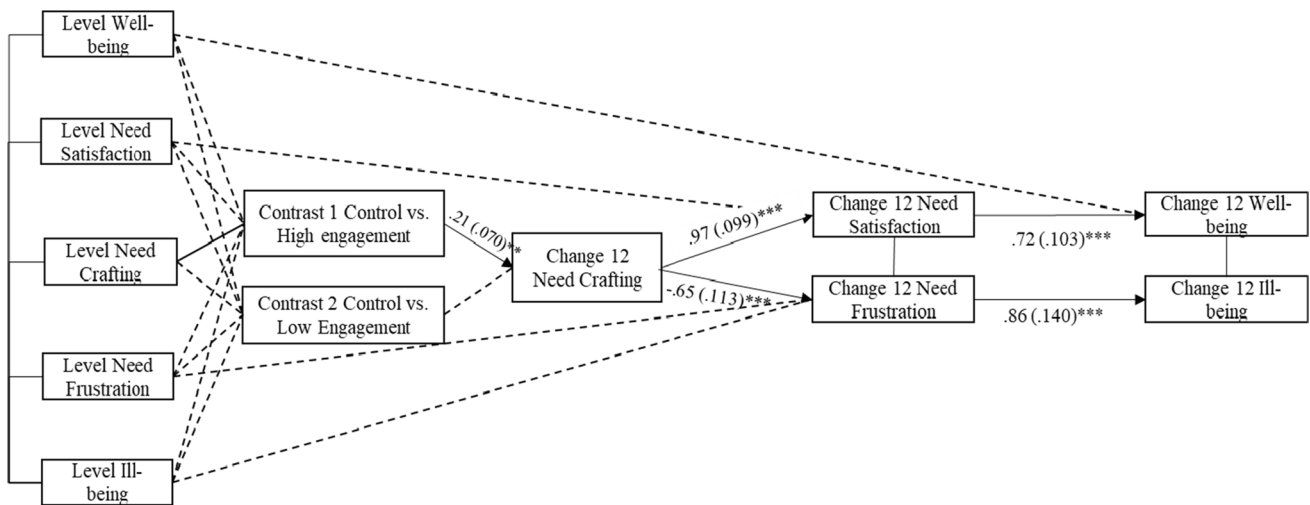 Level Well-
being
Level Need
Satisfaction
Level Need
Crafting
Level Need
Frustration
Level Ill-
being
Contrast 1 Control vs.
High engagement
Contrast 2 Control vs.
Low Engagement
.21 (.070)**
Change 12
Need Crafting
.97 (.099)***
-.65 (.113)***
Change 12 Need
Satisfaction
Change 12 Need
Frustration
.72 (.103)***
.86 (.140)***
Change 12 Well-
being
Change 12 Ill-
being